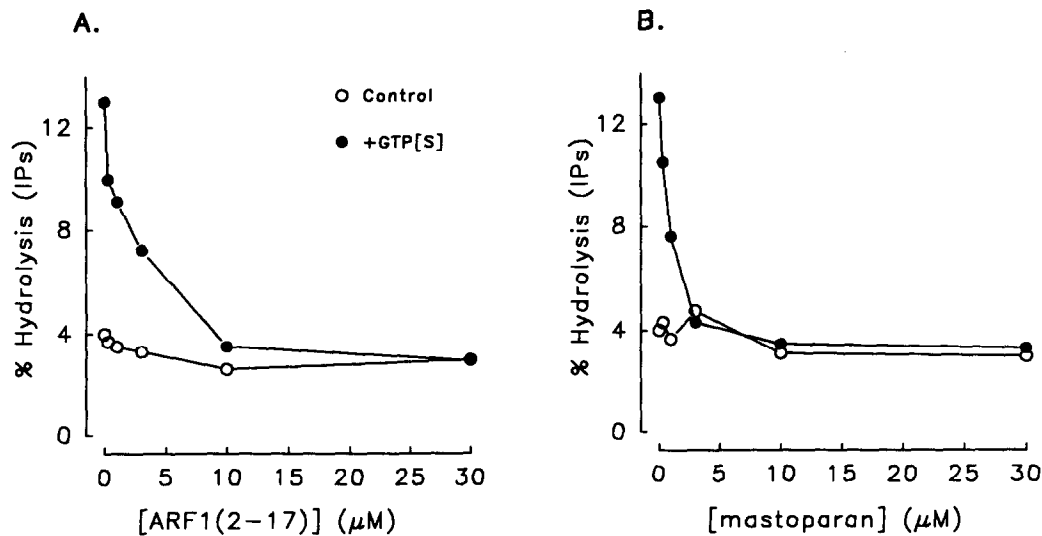 A.
Control
+GTP[S]
% Hydrolysis (IPs)
12
8
4
0
0 5 10 15 20 25 30
[ARF1(2-17)] (μM)
B.
% Hydrolysis (IPs)
12
8
4
0
0 5 10 15 20 25 30
[mastoparan] (μM)